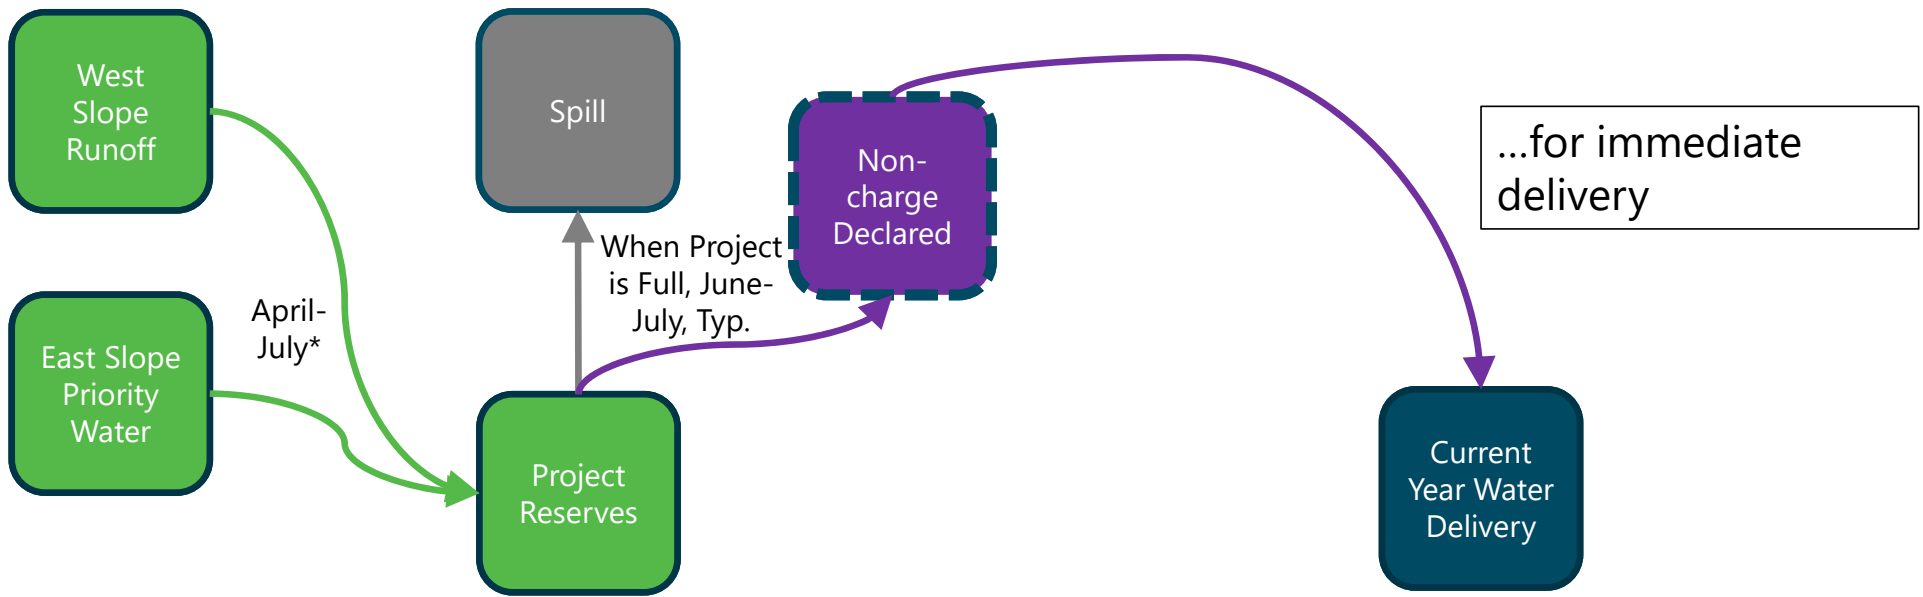 West
Slope
Runoff
Spill
Non-
charge
Declared
...for immediate
delivery
When Project
is Full, June-
July, Typ.
April-
July*
East Slope
Priority
Water
Project
Reserves
Current
Year Water
Delivery